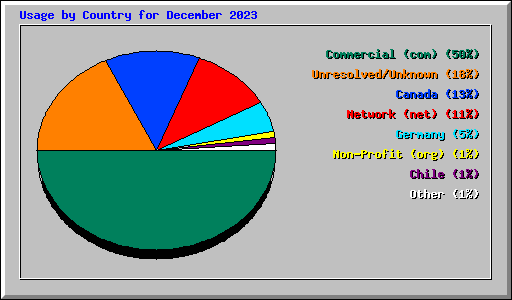 Usage by Country for December 2023
Commercial (com) (50%)
Unresolved/Unknown (18%)
Canada (13%)
Network (net) (11%)
Germany (5%)
Non-Profit (org) (1%)
Chile (1%)
Other (1%)